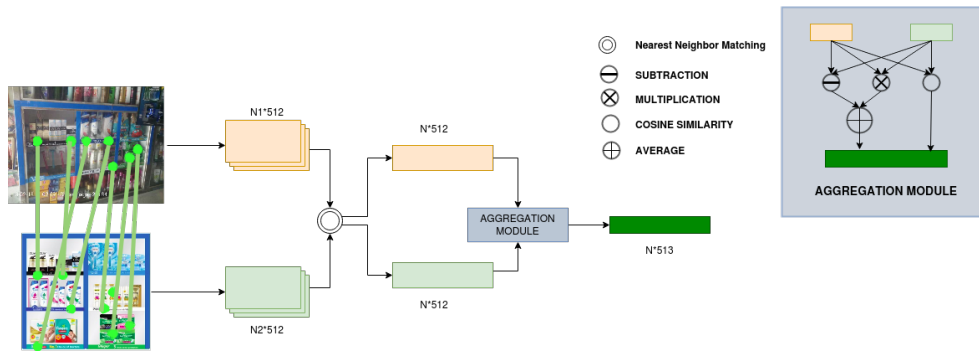 N1*512
N2*512
N*512
N*512
AGGREGATION
MODULE
N*513
Nearest Neighbor Matching
SUBTRACTION
MULTIPLICATION
COSINE SIMILARITY
AVERAGE
AGGREGATION MODULE